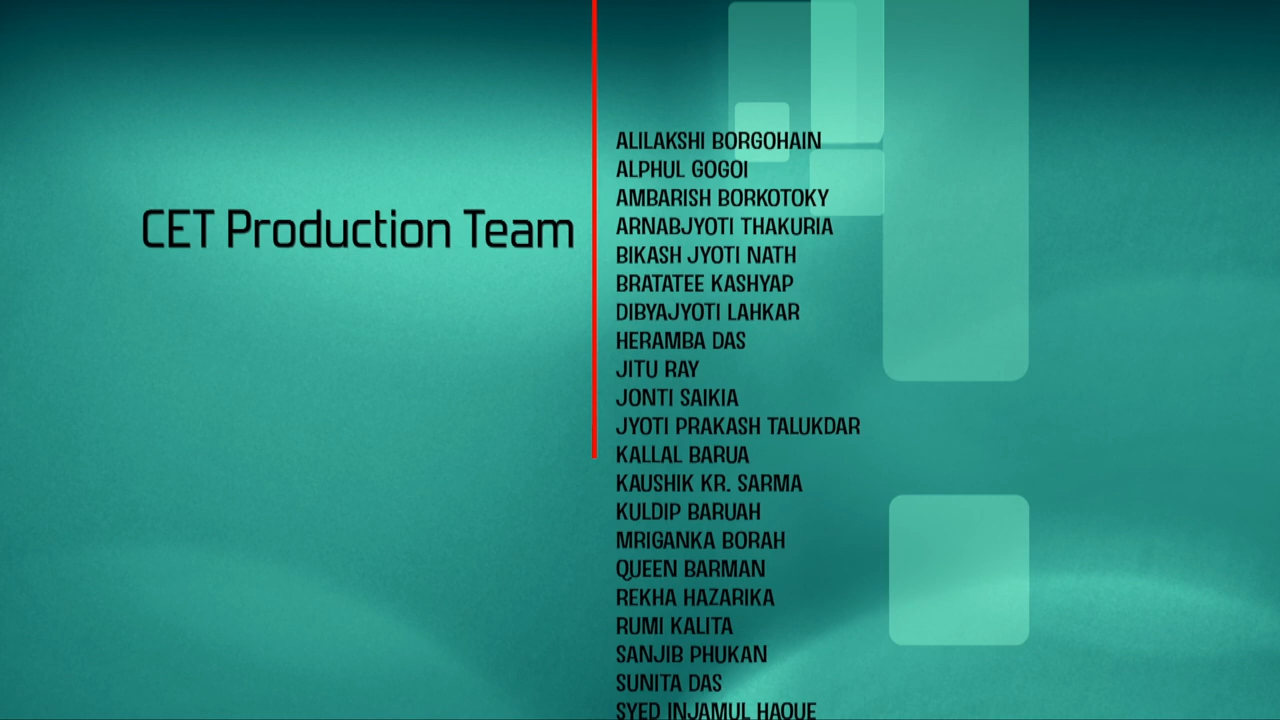 CET Production Team
ALILAKSHI BORGOHAIN
ALPHUL GOGOI
AMBARISH BORKOTOKY
ARNABJYOTI THAKURIA
BIKASH JYOTI NATH
BRATATEE KASHYAP
DIBYAJYOTI LAHKAR
HERAMBA DAS
JITU RAY
JONTI SAIKIA
JYOTI PRAKASH TALUKDAR
KALLAL BARUA
KAUSHIK KR. SARMA
KULDIP BARUAH
MRIGANKA BORAH
QUEEN BARMAN
REKHA HAZARIKA
RUMI KALITA
SANJIB PHUKAN
SUNITA DAS
SYED INJAMUL HAQUE